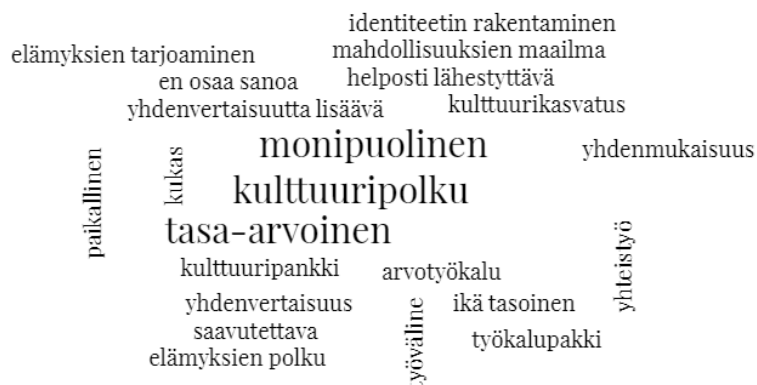 identiteetin rakentaminen
elämyksien tarjoaminen
mahdollisuuksien maailma
en osaa sanoa
helposti lähestyttävä
yhdenvertaisuutta lisäävä
kulttuurikasvatus
monipuolinen
yhdenmukaisuus
paikallinen
kukas
kulttuuripolku
tasa-arvoinen
yhteistyö
kulttuuripankki
arvotyökalu
yhdenvertaisuus
työväline
ikä tasoinen
saavutettava
työkalupakki
elämyksien polku